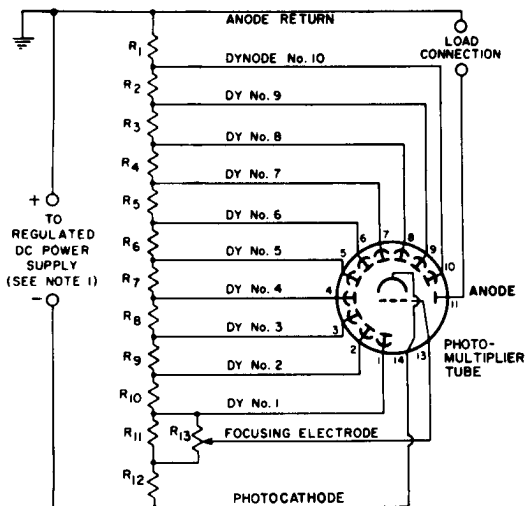 ANODE RETURN
LOAD
CONNECTION
R1
DYNODE No. 10
R2
DY No. 9
R3
DY No. 8
R4
DY No. 7
R5
DY No. 6
R6
DY No. 5
R7
DY No. 4
R8
DY No. 3
R9
DY No. 2
R10
DY No. 1
R11
R13
FOCUSING ELECTRODE
R12
PHOTOCATHODE
+
TO
REGULATED
DC POWER
SUPPLY
(SEE NOTE 1)
-
1
2
3
4
5
6
7
8
9
10
11
13
14
ANODE
PHOTO-
MULTIPLIER
TUBE